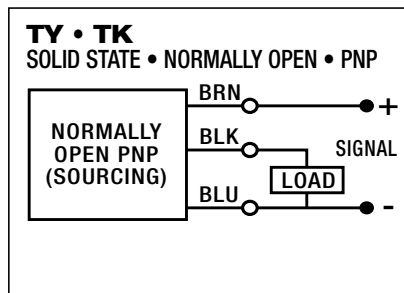 TY • TK
SOLID STATE • NORMALLY OPEN • PNP
BRN
+
NORMALLY
OPEN PNP
(SOURCING)
BLK
SIGNAL
LOAD
BLU
-